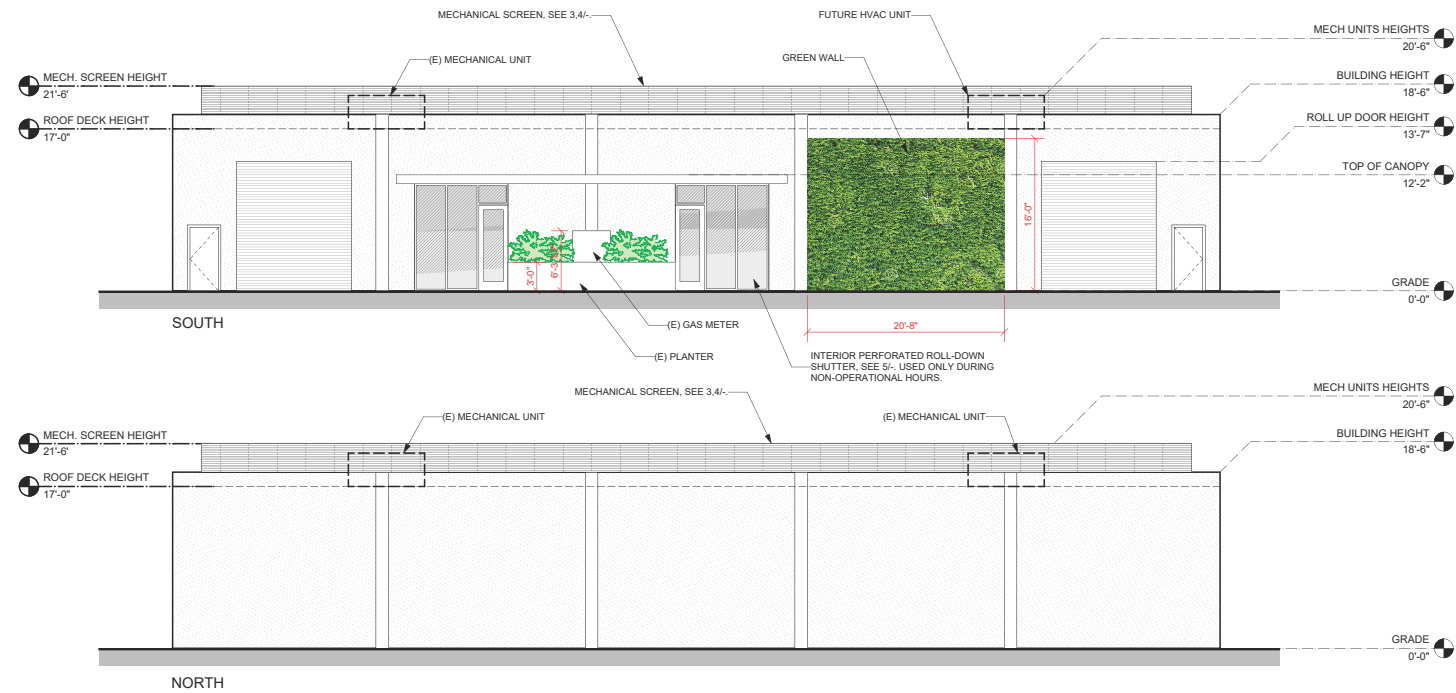 MECHANICAL SCREEN, SEE 3,4/-.
FUTURE HVAC UNIT
MECH UNITS HEIGHTS
20'-6"
(E) MECHANICAL UNIT
GREEN WALL
MECH. SCREEN HEIGHT
21'-6'
BUILDING HEIGHT
18'-6"
ROOF DECK HEIGHT
17'-0"
ROLL UP DOOR HEIGHT
13'-7"
TOP OF CANOPY
12'-2"
16'-0"
3'-0"
GRADE
0'-0"
SOUTH
(E) GAS METER
20'-8"
(E) PLANTER
INTERIOR PERFORATED ROLL-DOWN
SHUTTER, SEE 5/-. USED ONLY DURING
NON-OPERATIONAL HOURS.
MECHANICAL SCREEN, SEE 3,4/-.
MECH UNITS HEIGHTS
20'-6"
(E) MECHANICAL UNIT
(E) MECHANICAL UNIT
MECH. SCREEN HEIGHT
21'-6'
BUILDING HEIGHT
18'-6"
ROOF DECK HEIGHT
17'-0"
GRADE
0'-0"
NORTH